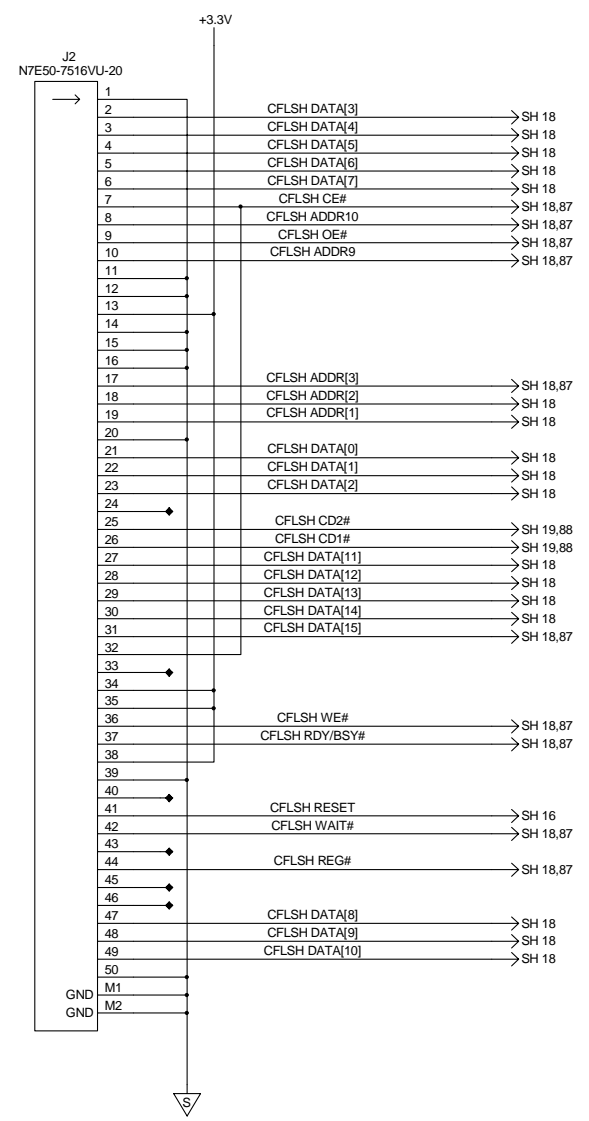 +3.3V
J2
N7E50-7516VU-20
1
2 CFLSH DATA[3] SH 18
3 CFLSH DATA[4] SH 18
4 CFLSH DATA[5] SH 18
5 CFLSH DATA[6] SH 18
6 CFLSH DATA[7] SH 18
7 CFLSH CE# SH 18,87
8 CFLSH ADDR10 SH 18,87
9 CFLSH OE# SH 18,87
10 CFLSH ADDR9 SH 18,87
11
12
13
14
15
16
17 CFLSH ADDR[3] SH 18,87
18 CFLSH ADDR[2] SH 18
19 CFLSH ADDR[1] SH 18
20
21 CFLSH DATA[0] SH 18
22 CFLSH DATA[1] SH 18
23 CFLSH DATA[2] SH 18
24
25 CFLSH CD2# SH 19,88
26 CFLSH CD1# SH 19,88
27 CFLSH DATA[11] SH 18
28 CFLSH DATA[12] SH 18
29 CFLSH DATA[13] SH 18
30 CFLSH DATA[14] SH 18
31 CFLSH DATA[15] SH 18,87
32
33
34
35
36 CFLSH WE# SH 18,87
37 CFLSH RDY/BSY# SH 18,87
38
39
40
41 CFLSH RESET SH 16
42 CFLSH WAIT# SH 18,87
43
44 CFLSH REG# SH 18,87
45
46
47 CFLSH DATA[8] SH 18
48 CFLSH DATA[9] SH 18
49 CFLSH DATA[10] SH 18
50
GND M1
GND M2
S